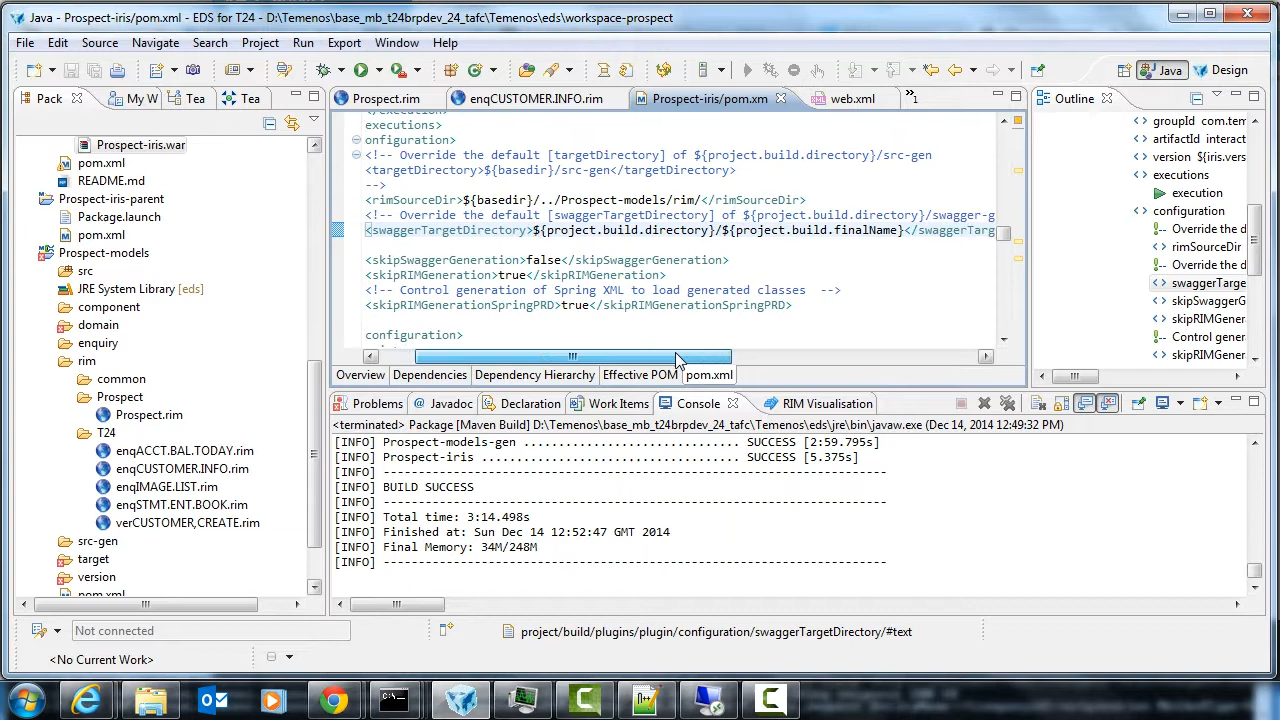 Java - Prospect-iris/pom.xml - EDS for T24 - D:\Temenos\base_mb_t24brpdev_24_tafc\Temenos\eds\workspace-prospect
File Edit Source Navigate Search Project Run Export Window Help
Java Design
Pack My W Tea Tea
Prospect.rim enqCUSTOMER.INFO.rim Prospect-iris/pom.xm web.xml »1
Outline
Prospect-iris.war
pom.xml
README.md
Prospect-iris-parent
Package.launch
pom.xml
Prospect-models
src
JRE System Library [eds]
component
domain
enquiry
rim
common
Prospect
Prospect.rim
T24
enqACCT.BAL.TODAY.rim
enqCUSTOMER.INFO.rim
enqIMAGE.LIST.rim
enqSTMT.ENT.BOOK.rim
verCUSTOMER,CREATE.rim
src-gen
target
version
pom.xml
executions>
onfiguration>
<!-- Override the default [targetDirectory] of ${project.build.directory}/src-gen
<targetDirectory>${basedir}/src-gen</targetDirectory>
-->
<rimSourceDir>${basedir}/../Prospect-models/rim/</rimSourceDir>
<!-- Override the default [swaggerTargetDirectory] of ${project.build.directory}/swagger-g
<swaggerTargetDirectory>${project.build.directory}/${project.build.finalName}</swaggerTarg
<skipSwaggerGeneration>false</skipSwaggerGeneration>
<skipRIMGeneration>true</skipRIMGeneration>
<!-- Control generation of Spring XML to load generated classes -->
<skipRIMGenerationSpringPRD>true</skipRIMGenerationSpringPRD>
configuration>
Overview Dependencies Dependency Hierarchy Effective POM pom.xml
groupId com.tem
artifactId interact
version ${iris.vers
executions
execution
configuration
Override the d
rimSourceDir
Override the d
swaggerTarge
skipSwaggerG
skipRIMGener
Control gener
skipRIMGener
Problems Javadoc Declaration Work Items Console RIM Visualisation
<terminated> Package [Maven Build] D:\Temenos\base_mb_t24brpdev_24_tafc\Temenos\eds\jre\bin\javaw.exe (Dec 14, 2014 12:49:32 PM)
[INFO] Prospect-models-gen ............................... SUCCESS [2:59.795s]
[INFO] Prospect-iris ..................................... SUCCESS [5.375s]
[INFO] ------------------------------------------------------------------------
[INFO] BUILD SUCCESS
[INFO] ------------------------------------------------------------------------
[INFO] Total time: 3:14.498s
[INFO] Finished at: Sun Dec 14 12:52:47 GMT 2014
[INFO] Final Memory: 34M/248M
[INFO] ------------------------------------------------------------------------
Not connected
project/build/plugins/plugin/configuration/swaggerTargetDirectory/#text
<No Current Work>